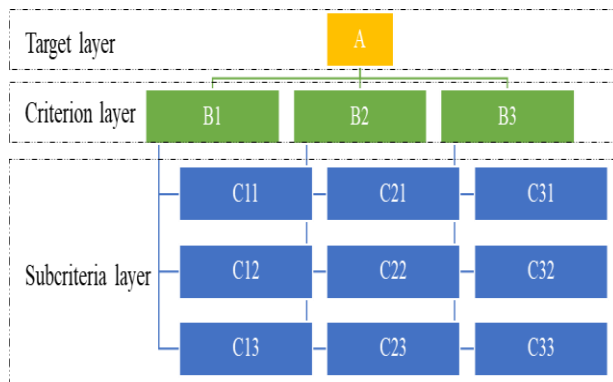 Target layer
A
Criterion layer
B1
B2
B3
Subcriteria layer
C11
C21
C31
C12
C22
C32
C13
C23
C33